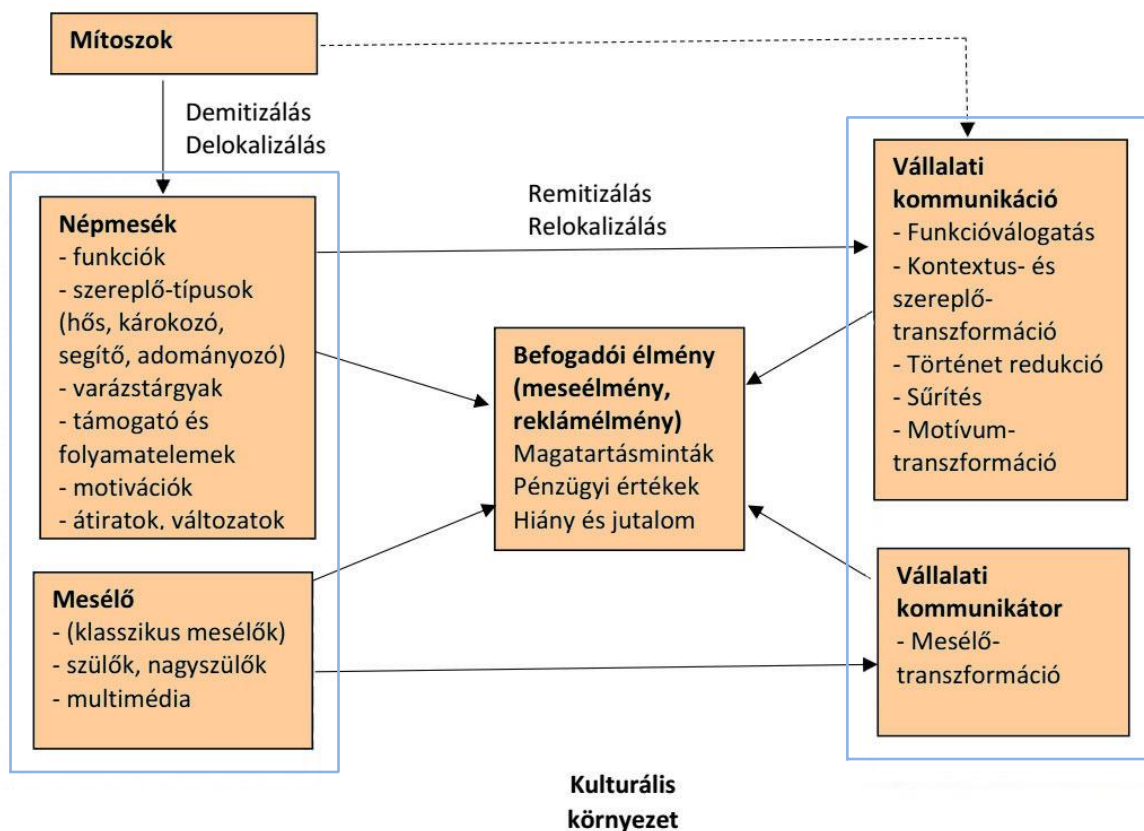 Mítoszok
Demitizálás
Delokalizálás
Népmesék
- funkciók
- szereplő-típusok
(hős, károkozó,
segítő, adományozó)
- varázstárgyak
- támogató és
folyamatelemek
- motivációk
- átiratok, változatok
Mesélő
- (klasszikus mesélők)
- szülők, nagyszülők
- multimédia
Remitizálás
Relokalizálás
Befogadói élmény
(meseélmény,
reklámélmény)
Magatartásminták
Pénzügyi értékek
Hiány és jutalom
Vállalati
kommunikáció
- Funkcióválogatás
- Kontextus- és
szereplő-
transzformáció
- Történet redukció
- Sűrítés
- Motívum-
transzformáció
Vállalati
kommunikátor
- Mesélő-
transzformáció
Kulturális
környezet